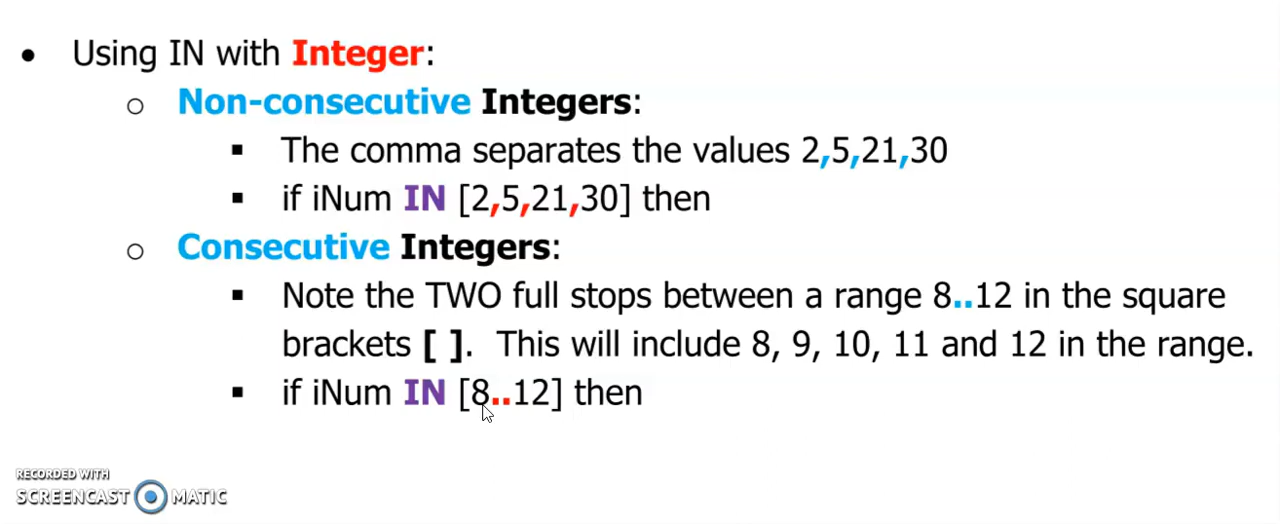 • Using IN with Integer:
o Non-consecutive Integers:
▪ The comma separates the values 2,5,21,30
▪ if iNum IN [2,5,21,30] then
o Consecutive Integers:
▪ Note the TWO full stops between a range 8..12 in the square
brackets [ ]. This will include 8, 9, 10, 11 and 12 in the range.
▪ if iNum IN [8..12] then
RECORDED WITH
SCREENCAST MATIC